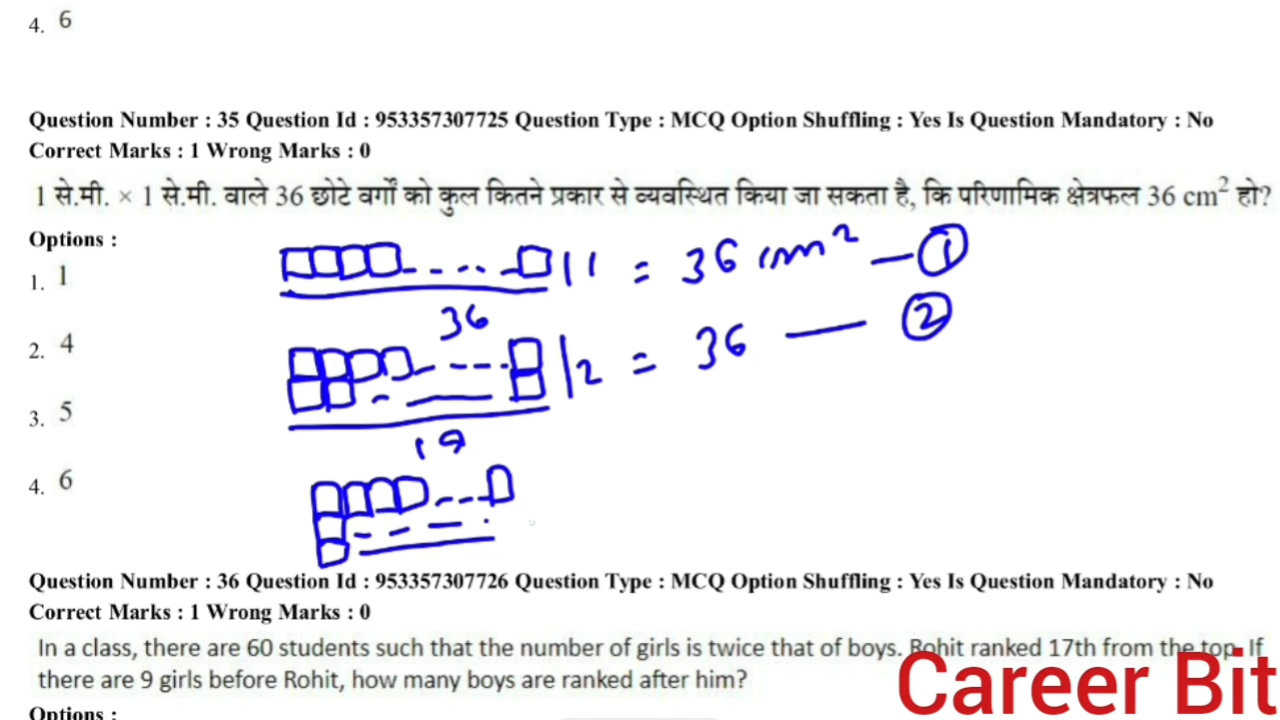 4. 6
Question Number : 35 Question Id : 953357307725 Question Type : MCQ Option Shuffling : Yes Is Question Mandatory : No
Correct Marks : 1 Wrong Marks : 0
1 से.मी. × 1 से.मी. वाले 36 छोटे वर्गों को कुल कितने प्रकार से व्यवस्थित किया जा सकता है, कि परिणामिक क्षेत्रफल 36 cm² हो?
Options :
= 36 cm² — 1
1. 1
36
2 = 36 — 2
2. 4
3. 5
4. 6
Question Number : 36 Question Id : 953357307726 Question Type : MCQ Option Shuffling : Yes Is Question Mandatory : No
Correct Marks : 1 Wrong Marks : 0
In a class, there are 60 students such that the number of girls is twice that of boys. Rohit ranked 17th from the top. If
there are 9 girls before Rohit, how many boys are ranked after him?
Career Bit
Options :